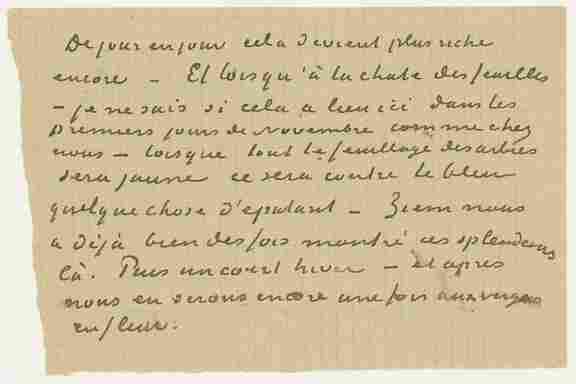 De jour en jour cela devient plus riche
encore – Et lorsqu'à la chute des feuilles
– je ne sais si cela a lieu ici dans les
premiers jours de Novembre comme chez
nous – lorsque tout le feuillage des arbres
sera jaune ce sera contre le bleu
quelque chose d'epatant – Ziem nous
a déjà bien des fois montré ces splendeurs
là. Puis un court hiver – et après
nous en serons encore une fois aux vergers
en fleur.